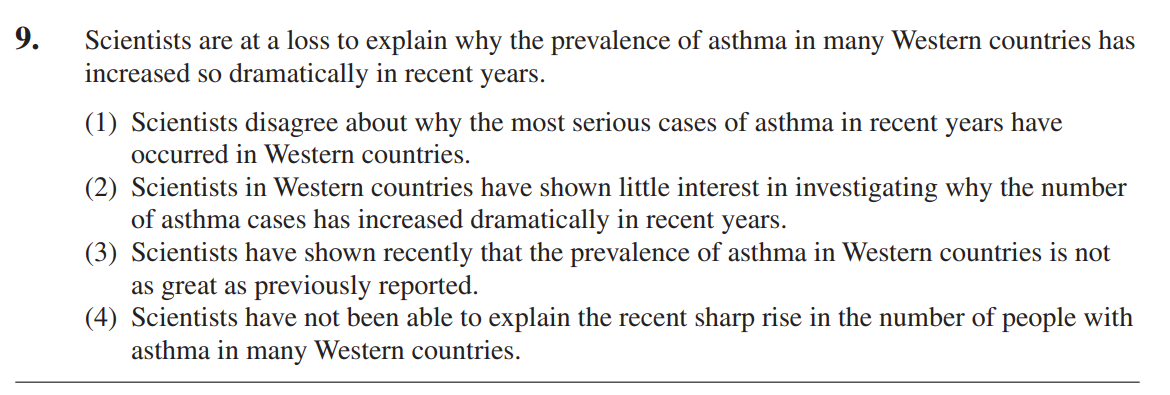 9. Scientists are at a loss to explain why the prevalence of asthma in many Western countries has
increased so dramatically in recent years.
(1) Scientists disagree about why the most serious cases of asthma in recent years have
occurred in Western countries.
(2) Scientists in Western countries have shown little interest in investigating why the number
of asthma cases has increased dramatically in recent years.
(3) Scientists have shown recently that the prevalence of asthma in Western countries is not
as great as previously reported.
(4) Scientists have not been able to explain the recent sharp rise in the number of people with
asthma in many Western countries.